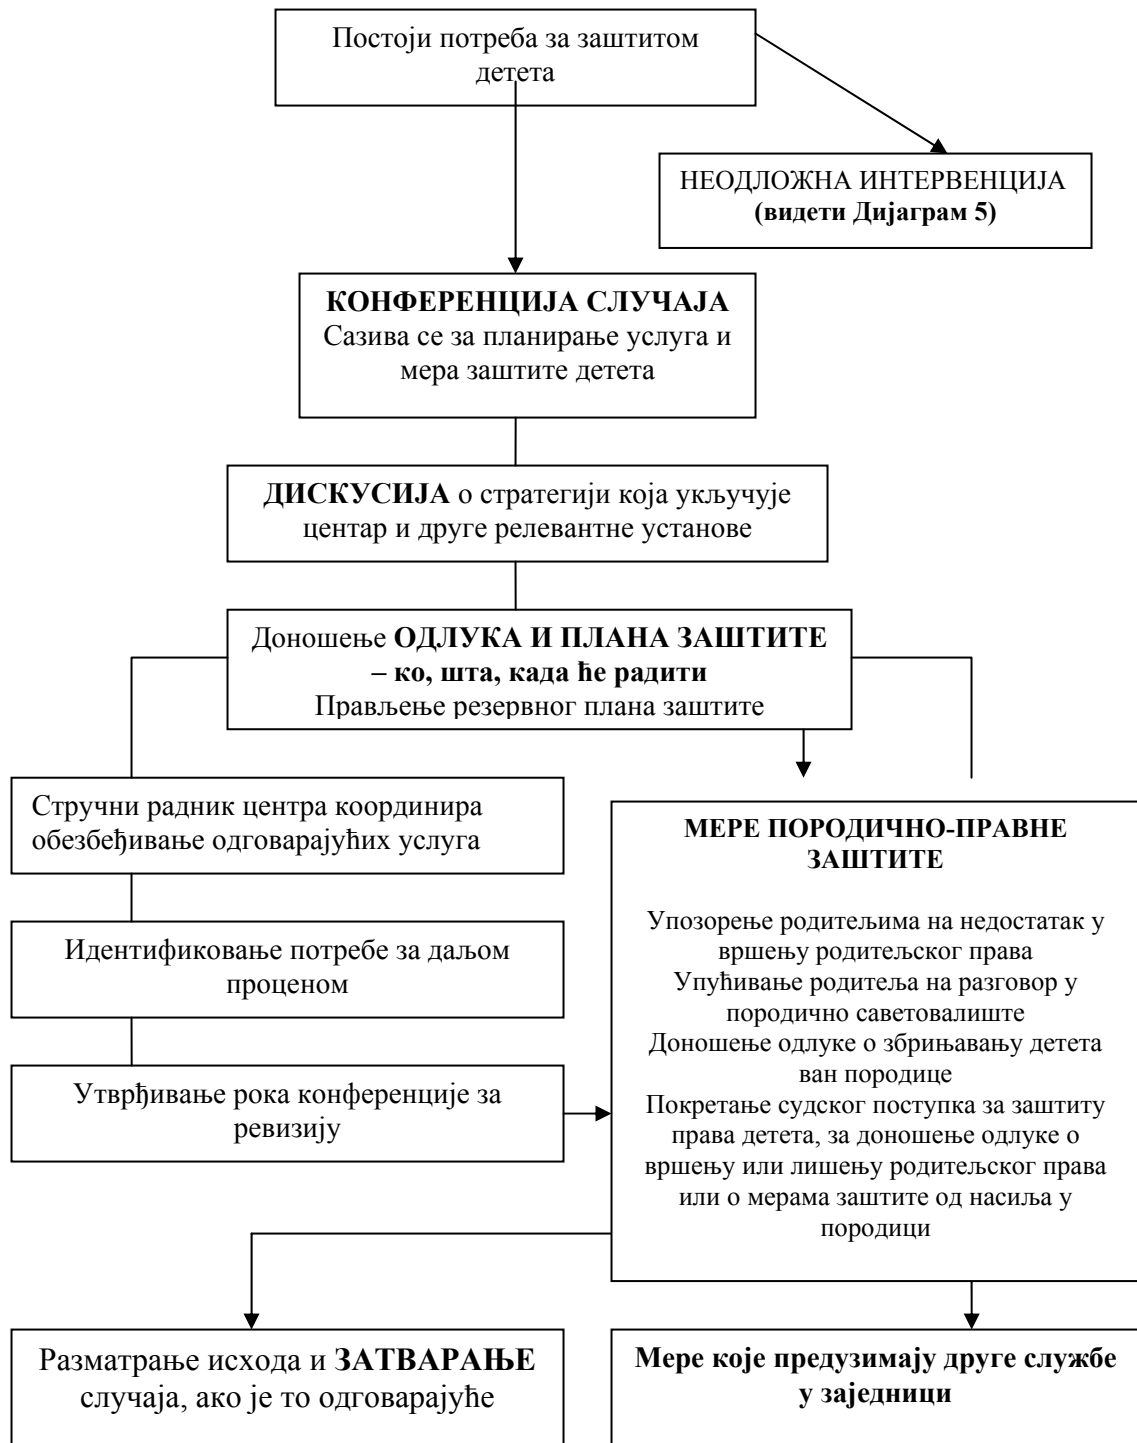 Постоји потреба за заштитом
детета
НЕОДЛОЖНА ИНТЕРВЕНЦИЈА
(видети Дијаграм 5)
КОНФЕРЕНЦИЈА СЛУЧАЈА
Сазива се за планирање услуга и
мера заштите детета
ДИСКУСИЈА о стратегији која укључује
центар и друге релевантне установе
Доношење ОДЛУКА И ПЛАНА ЗАШТИТЕ
– ко, шта, када ће радити
Прављење резервног плана заштите
Стручни радник центра координира
обезбеђивање одговарајућих услуга
Идентификовање потребе за даљом
проценом
Утврђивање рока конференције за
ревизију
МЕРЕ ПОРОДИЧНО-ПРАВНЕ
ЗАШТИТЕ
Упозорење родитељима на недостатак у
вршењу родитељског права
Упућивање родитеља на разговор у
породично саветовалиште
Доношење одлуке о збрињавању детета
ван породице
Покретање судског поступка за заштиту
права детета, за доношење одлуке о
вршењу или лишењу родитељског права
или о мерама заштите од насиља у
породици
Разматрање исхода и ЗАТВАРАЊЕ
случаја, ако је то одговарајуће
Мере које предузимају друге службе
у заједници